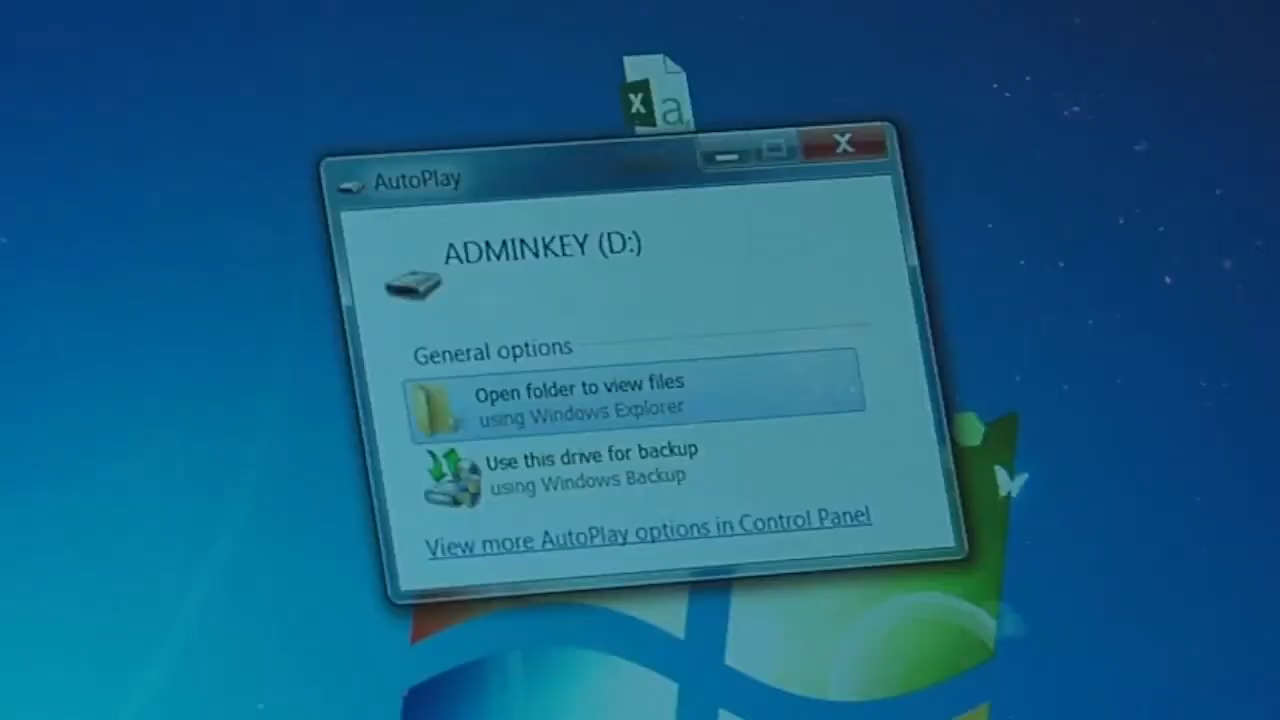 X a,
AutoPlay
ADMINKEY (D:)
General options
Open folder to view files
using Windows Explorer
Use this drive for backup
using Windows Backup
View more AutoPlay options in Control Panel